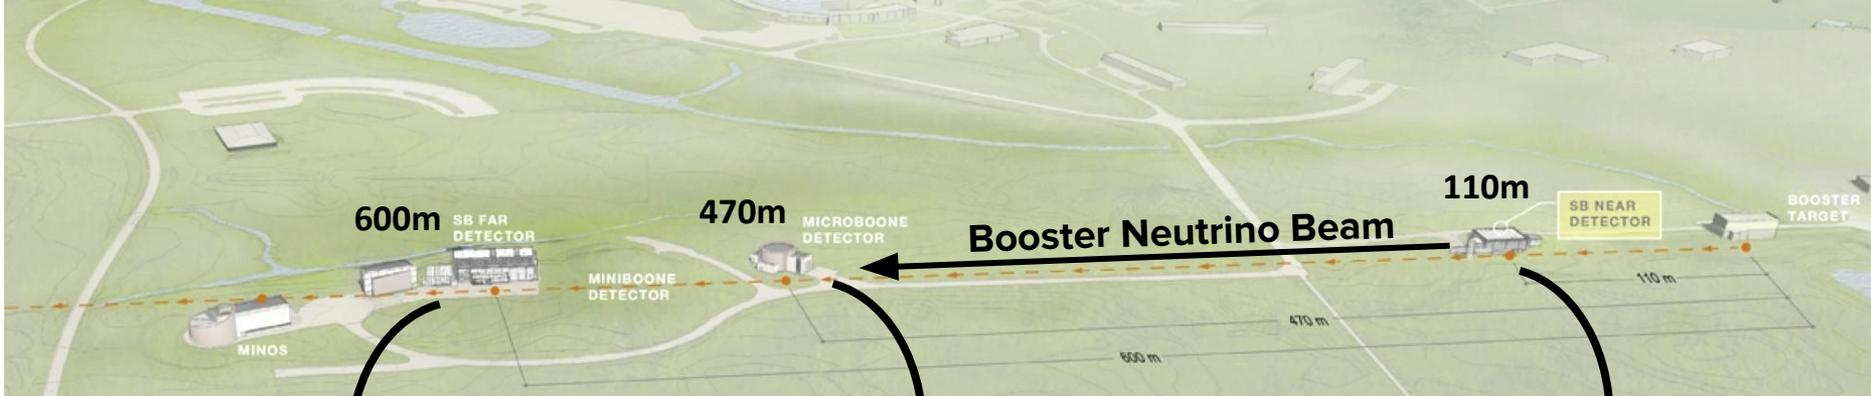 600m
SB FAR
DETECTOR
470m
MICROBOONE
DETECTOR
Booster Neutrino Beam
110m
SB NEAR
DETECTOR
BOOSTER
TARGET
MINIBOONE
DETECTOR
MINOS
110 m
470 m
600 m